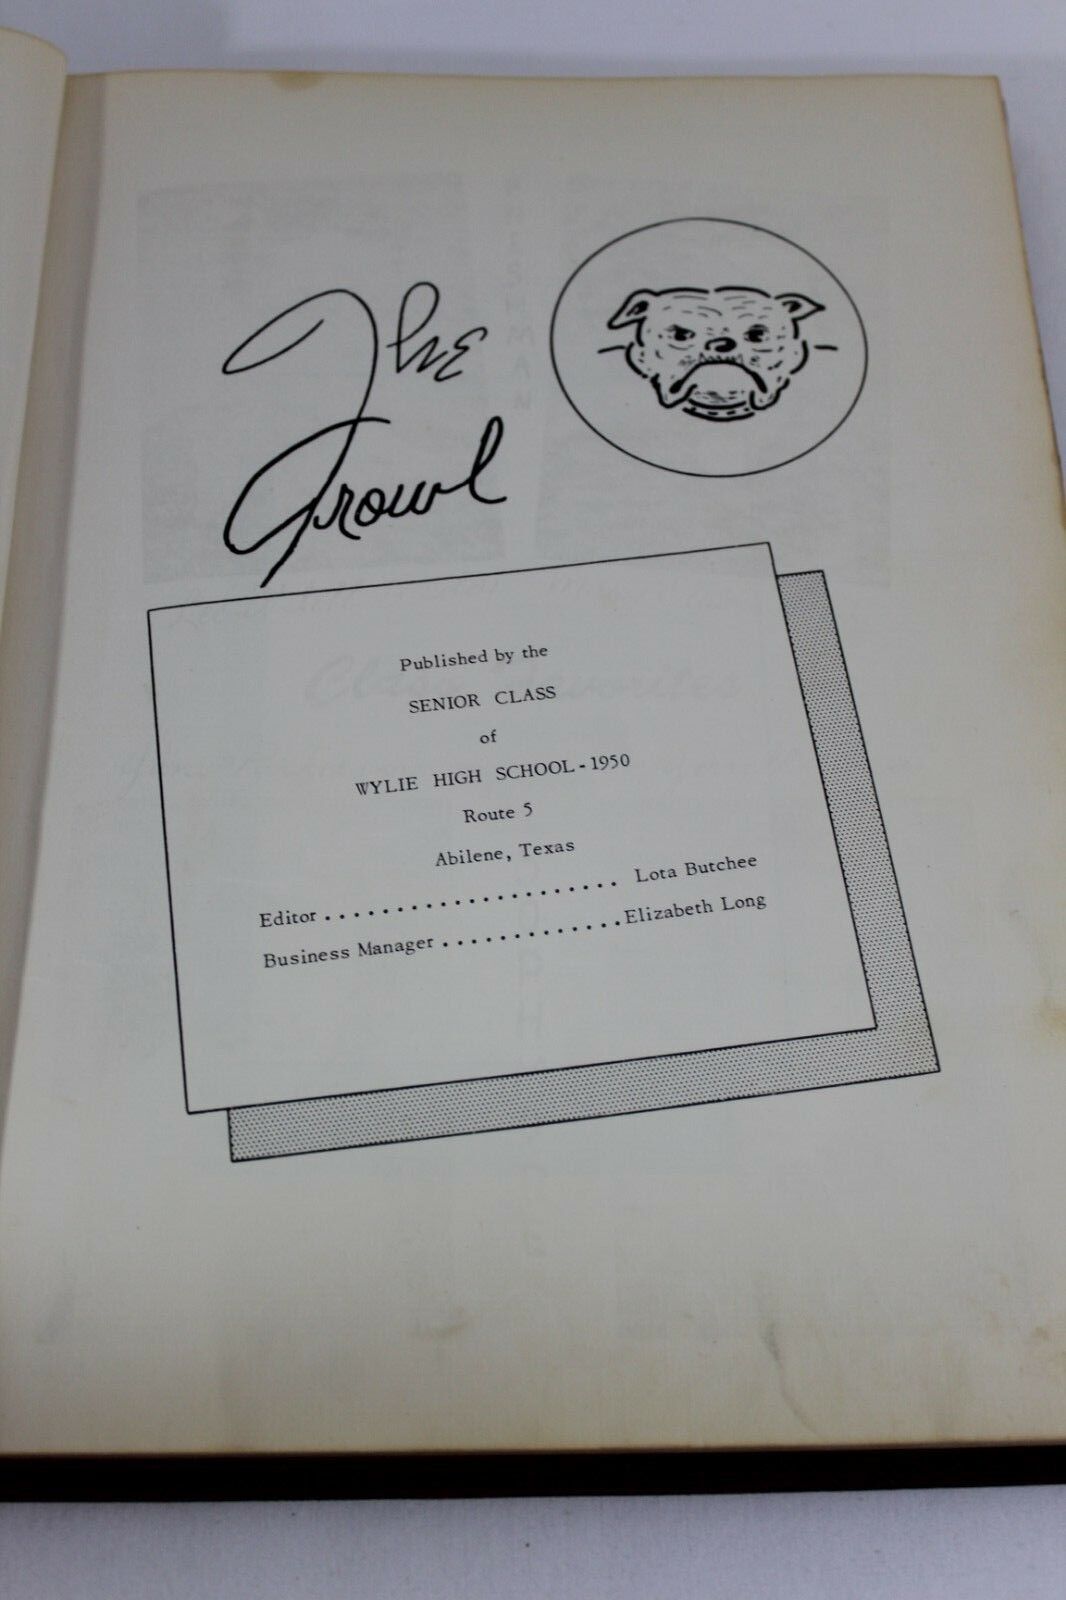 The
Growl
Published by the
SENIOR CLASS
of
WYLIE HIGH SCHOOL - 1950
Route 5
Abilene, Texas
Editor ..................... Lota Butchee
Business Manager .............Elizabeth Long